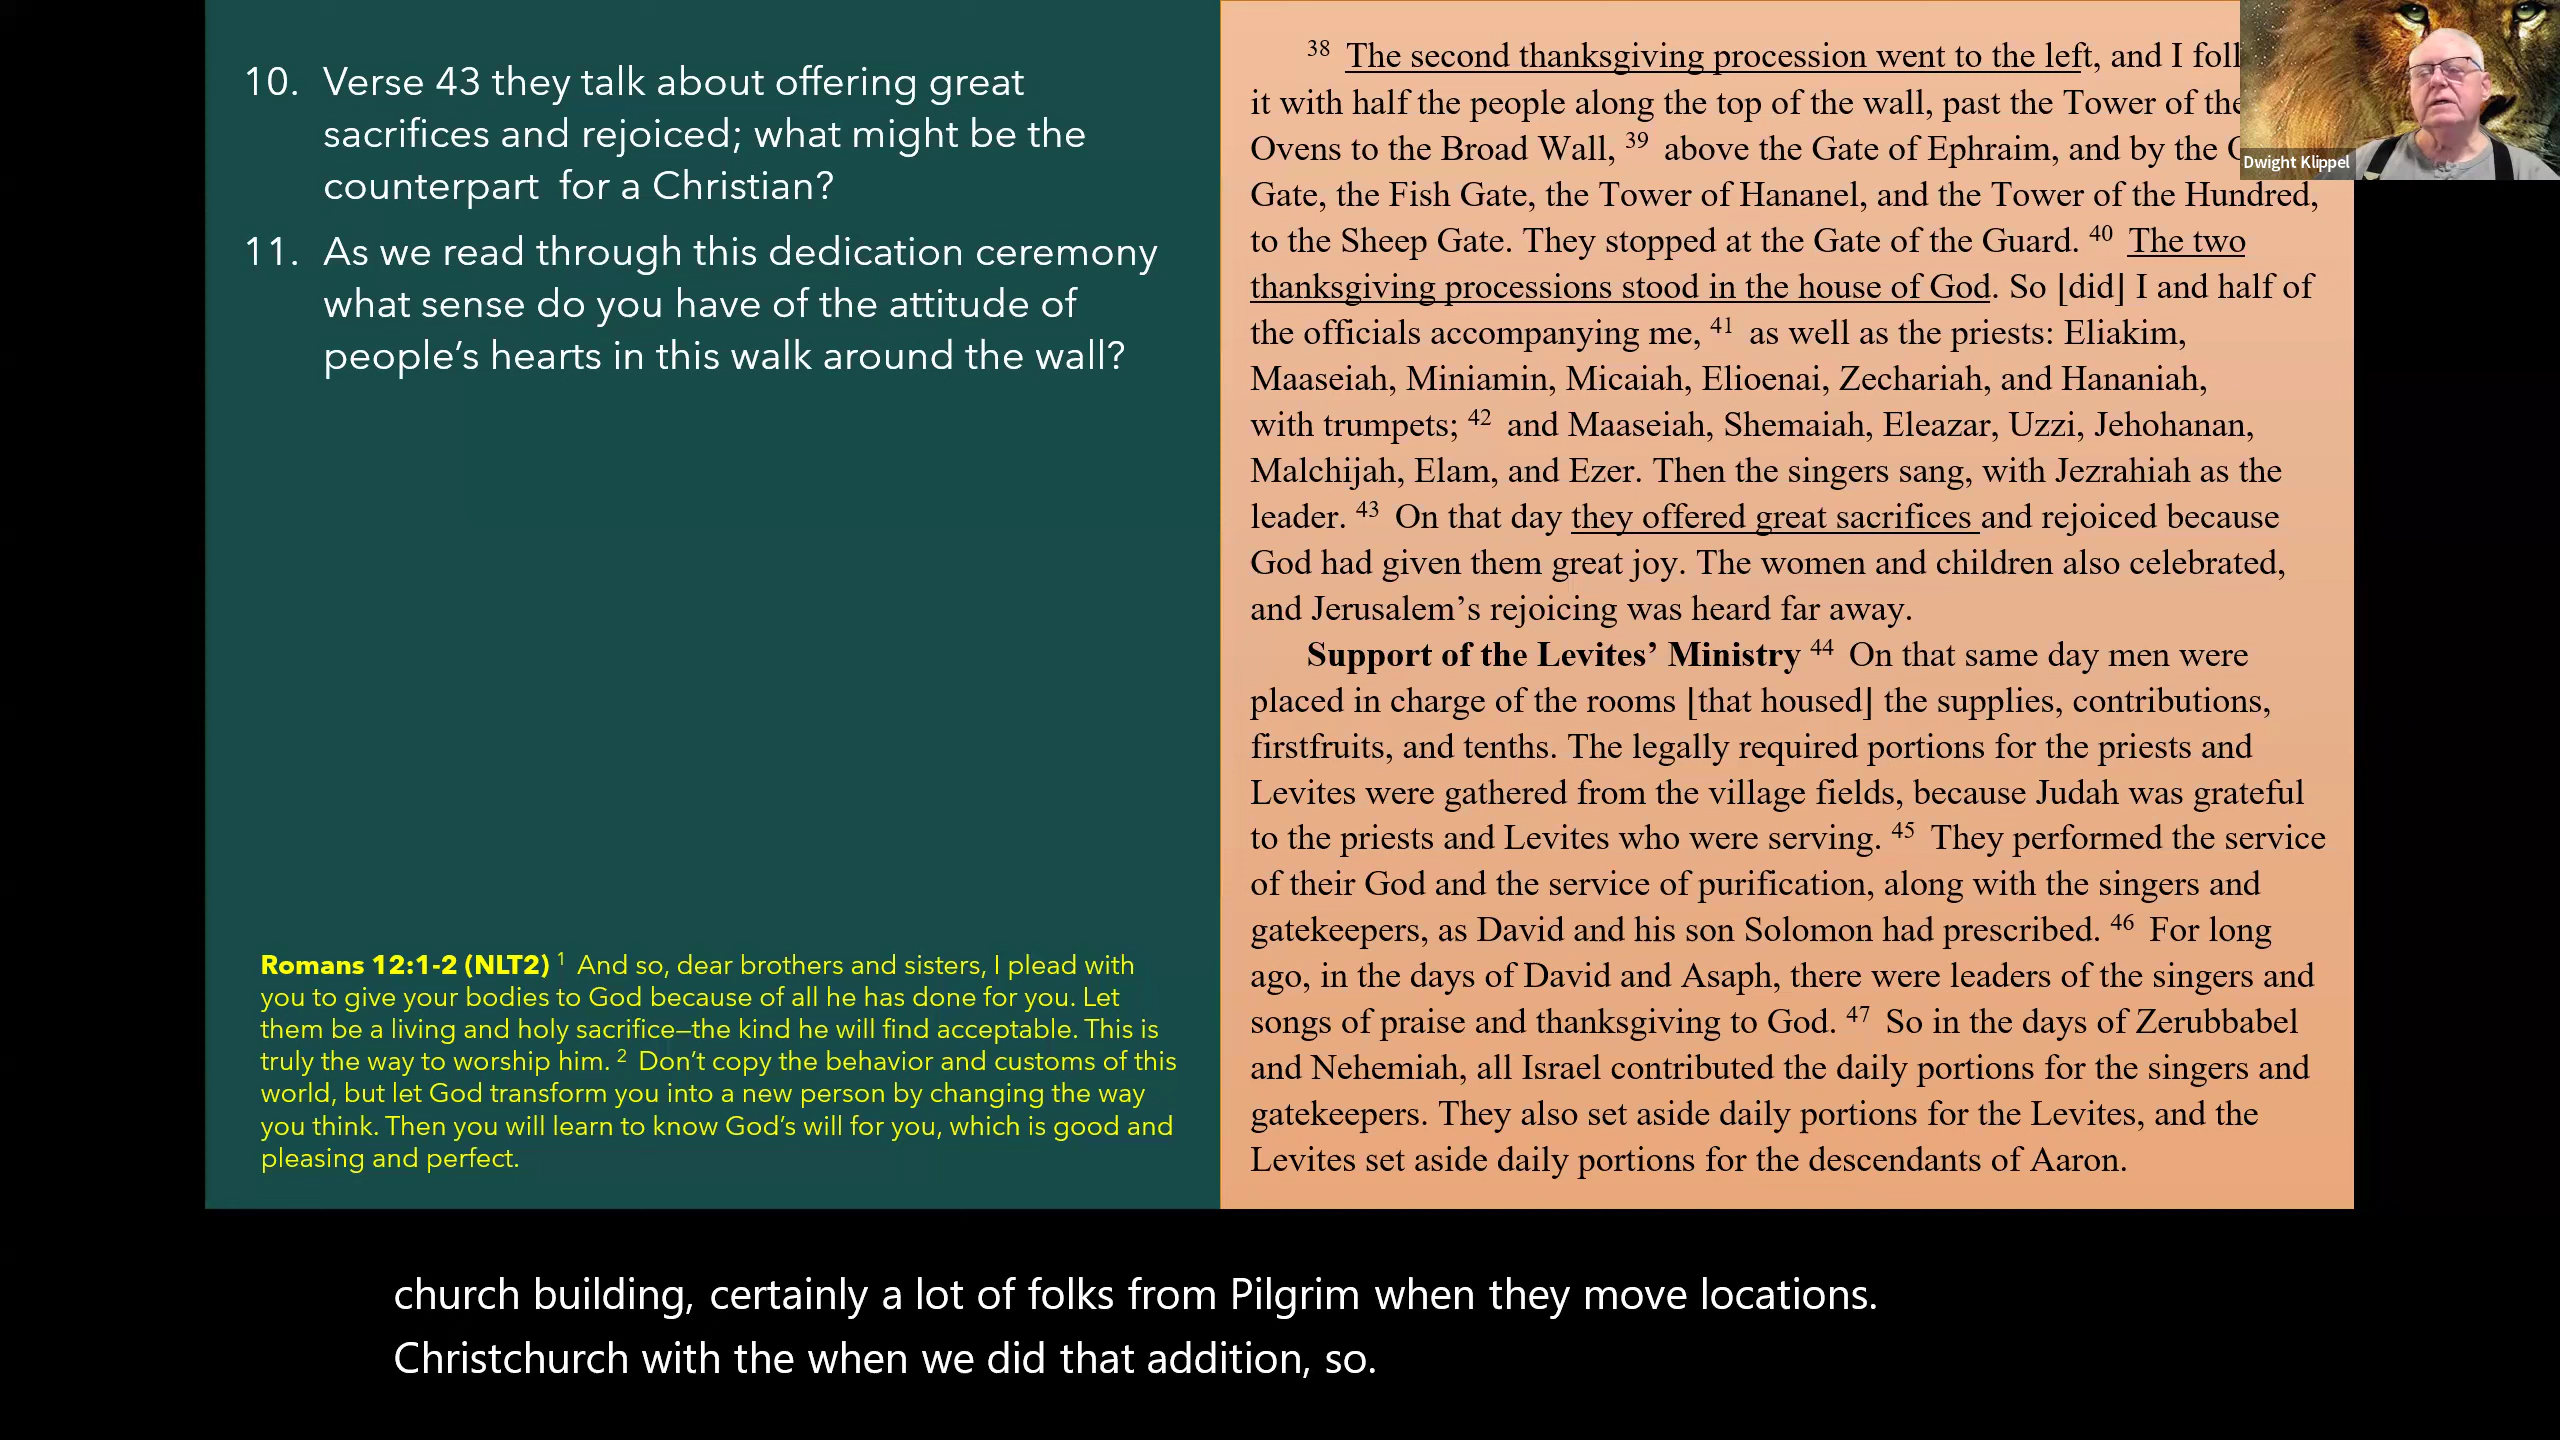 10. Verse 43 they talk about offering great
sacrifices and rejoiced; what might be the
counterpart for a Christian?
11. As we read through this dedication ceremony
what sense do you have of the attitude of
people's hearts in this walk around the wall?
Romans 12:1-2 (NLT2) 1 And so, dear brothers and sisters, I plead with
you to give your bodies to God because of all he has done for you. Let
them be a living and holy sacrifice—the kind he will find acceptable. This is
truly the way to worship him. 2 Don't copy the behavior and customs of this
world, but let God transform you into a new person by changing the way
you think. Then you will learn to know God's will for you, which is good and
pleasing and perfect.
38 The second thanksgiving procession went to the left, and I
it with half the people along the top of the wall, past the Tower of the
Ovens to the Broad Wall, 39 above the Gate of Ephraim, and by the
Gate, the Fish Gate, the Tower of Hananel, and the Tower of the Hundred,
to the Sheep Gate. They stopped at the Gate of the Guard. 40 The two
thanksgiving processions stood in the house of God. So [did] I and half of
the officials accompanying me, 41 as well as the priests: Eliakim,
Maaseiah, Miniamin, Micaiah, Elioenai, Zechariah, and Hananiah,
with trumpets; 42 and Maaseiah, Shemaiah, Eleazar, Uzzi, Jehohanan,
Malchijah, Elam, and Ezer. Then the singers sang, with Jezrahiah as the
leader. 43 On that day they offered great sacrifices and rejoiced because
God had given them great joy. The women and children also celebrated,
and Jerusalem's rejoicing was heard far away.
Support of the Levites' Ministry 44 On that same day men were
placed in charge of the rooms [that housed] the supplies, contributions,
firstfruits, and tenths. The legally required portions for the priests and
Levites were gathered from the village fields, because Judah was grateful
to the priests and Levites who were serving. 45 They performed the service
of their God and the service of purification, along with the singers and
gatekeepers, as David and his son Solomon had prescribed. 46 For long
ago, in the days of David and Asaph, there were leaders of the singers and
songs of praise and thanksgiving to God. 47 So in the days of Zerubbabel
and Nehemiah, all Israel contributed the daily portions for the singers and
gatekeepers. They also set aside daily portions for the Levites, and the
Levites set aside daily portions for the descendants of Aaron.
Dwight Klippel
church building, certainly a lot of folks from Pilgrim when they move locations.
Christchurch with the when we did that addition, so.